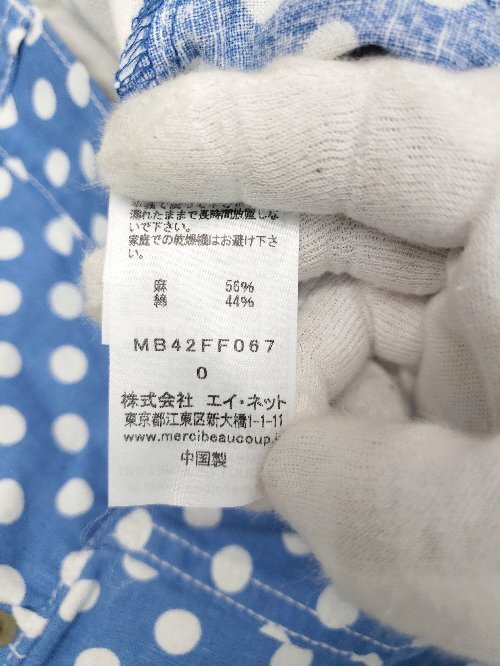 濡れたままで長時間放置しな
いで下さい。
家庭での乾燥機はお避け下さ
い。
麻 56%
綿 44%
MB42FF067
0
株式会社 エイ・ネット
東京都江東区新大橋1-1-11
www.mercibeaucoup.j
中国製